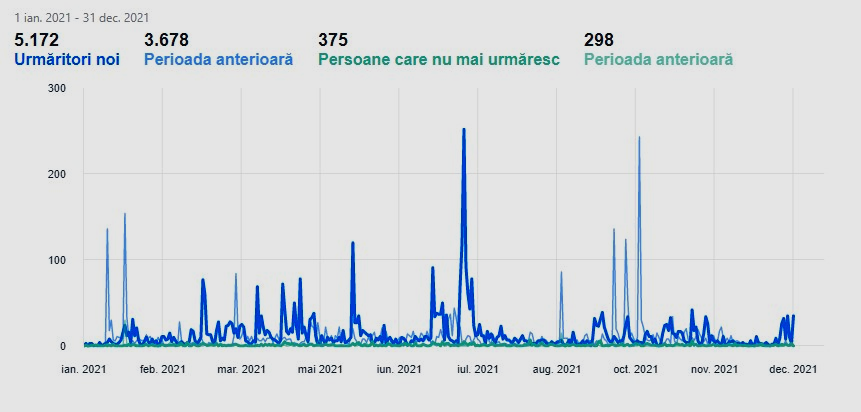 1 ian. 2021 - 31 dec. 2021
5.172 3.678 375 298
Urmăritori noi Perioada anterioară Persoane care nu mai urmăresc Perioada anterioară
300
200
100
0
ian. 2021 feb. 2021 mar. 2021 mai 2021 iun. 2021 iul. 2021 aug. 2021 oct. 2021 nov. 2021 dec. 2021